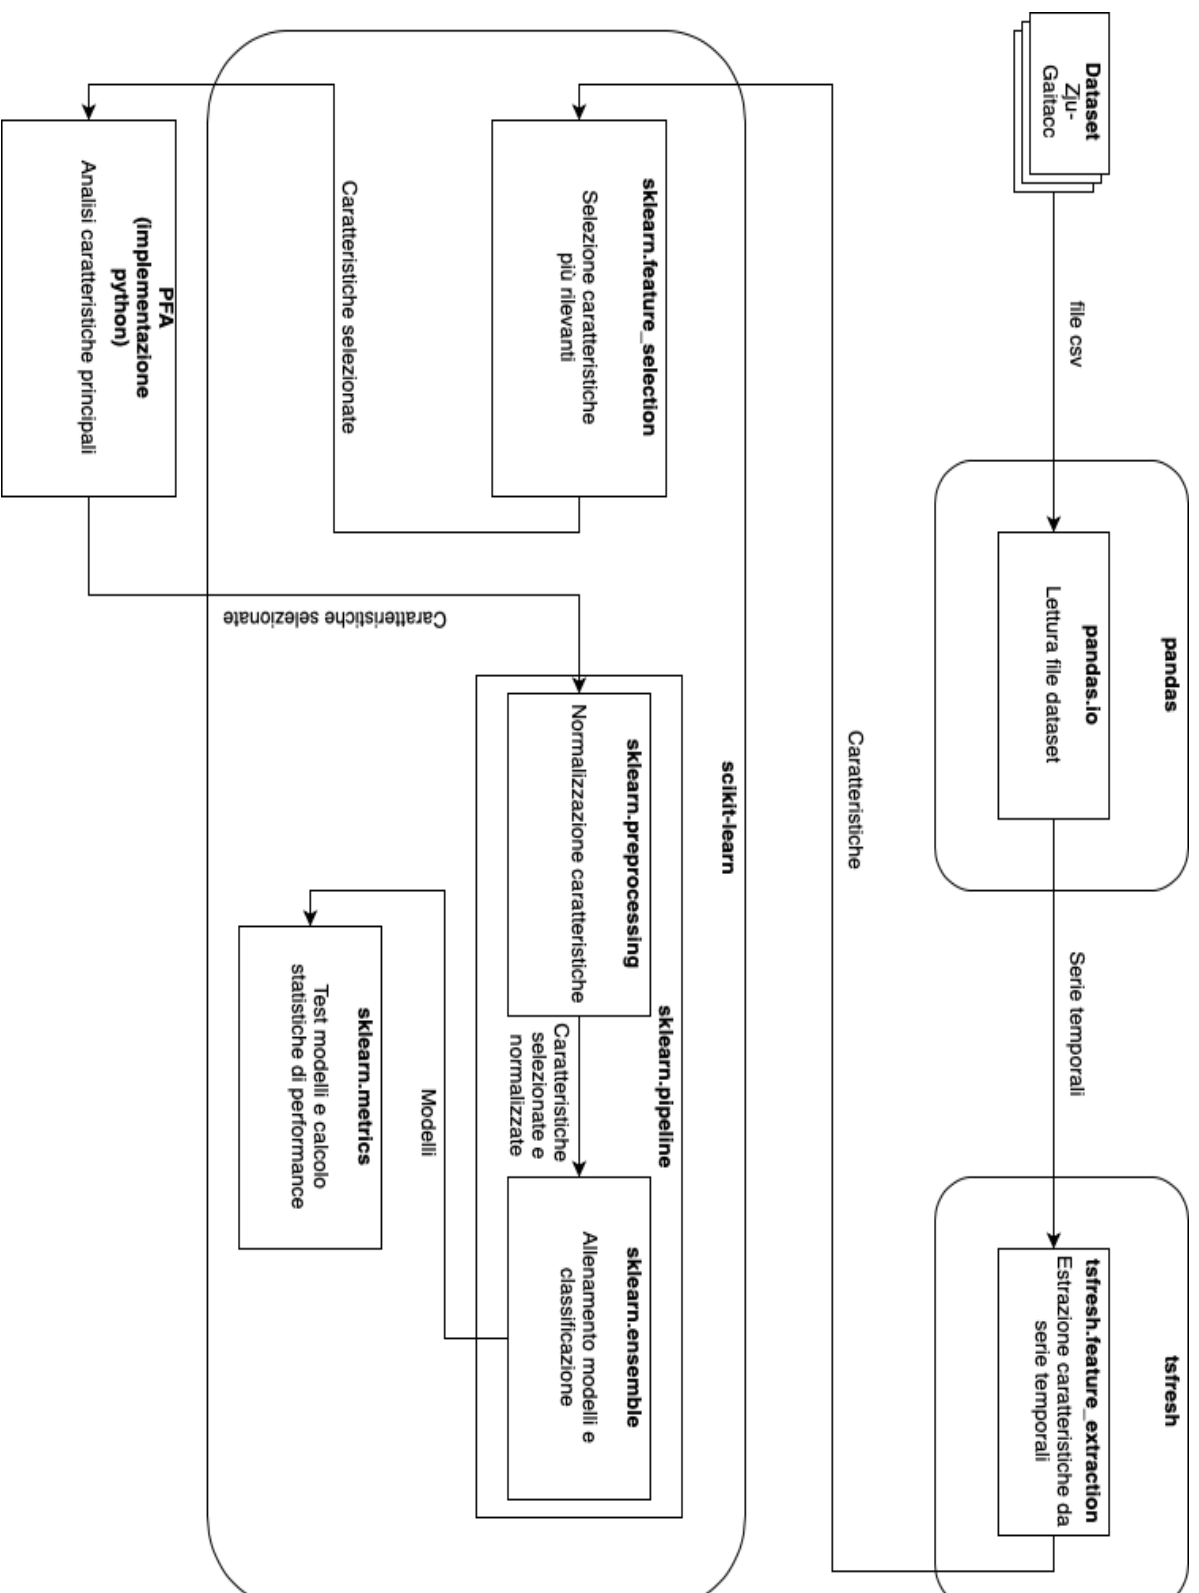 Dataset
Zju-
Gaitacc
file csv
pandas
pandas.io
Lettura file dataset
Serie temporali
tsfresh
tsfresh.feature_extraction
Estrazione caratteristiche da
serie temporali
Caratteristiche
scikit-learn
sklearn.feature_selection
Selezione caratteristiche
più rilevanti
Caratteristiche selezionate
PFA
(implementazione
python)
Analisi caratteristiche principali
Caratteristiche selezionate
sklearn.pipeline
sklearn.preprocessing
Normalizzazione caratteristiche
Caratteristiche
selezionate e
normalizzate
sklearn.ensemble
Allenamento modelli e
classificazione
Modelli
sklearn.metrics
Test modelli e calcolo
statistiche di performance